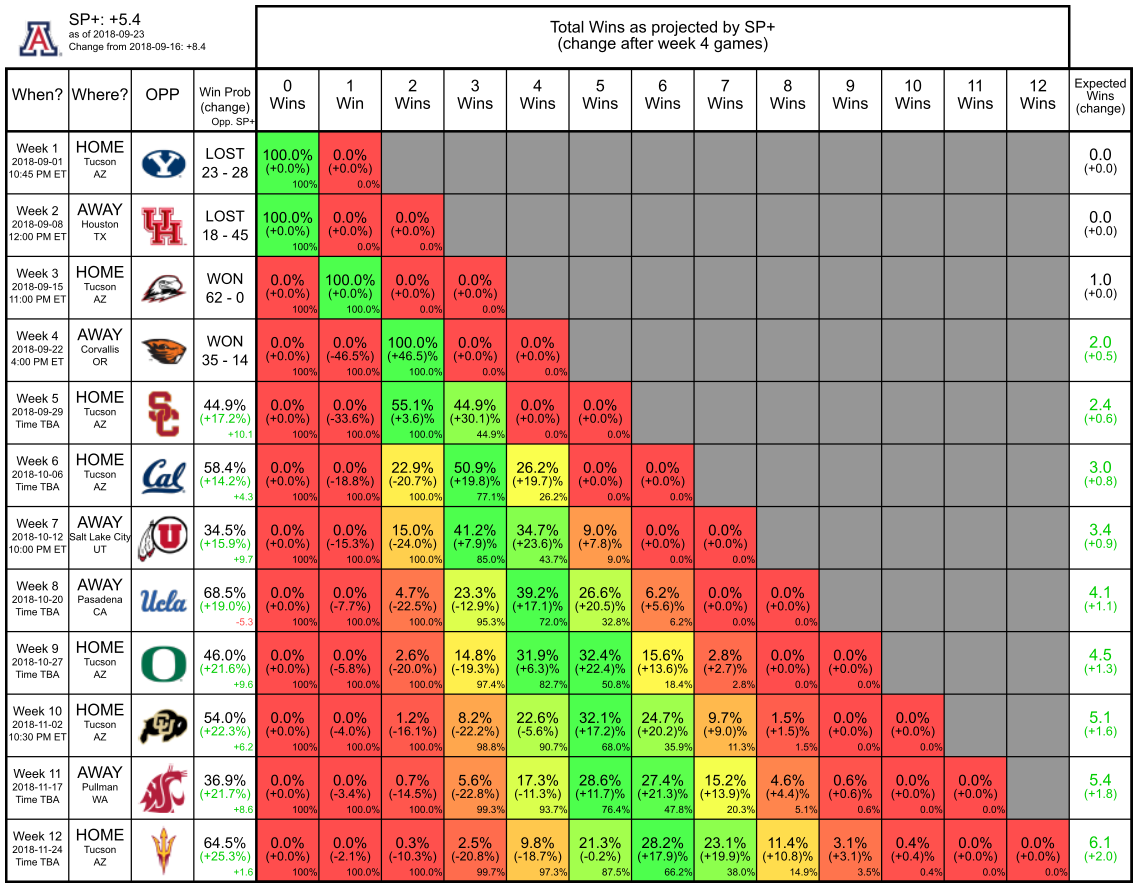 SP+: +5.4
as of 2018-09-23
Change from 2018-09-16: +8.4
Total Wins as projected by SP+
(change after week 4 games)
When? Where? OPP Win Prob (change) Opp. SP+ 0 Wins 1 Win 2 Wins 3 Wins 4 Wins 5 Wins 6 Wins 7 Wins 8 Wins 9 Wins 10 Wins 11 Wins 12 Wins Expected Wins (change)
Week 1 HOME LOST 100.0% 0.0% 0.0
2018-09-01 Tucson (+0.0%) (+0.0%) (+0.0)
10:45 PM ET AZ Y 23 - 28 100% 0.0%
Week 2 AWAY LOST 100.0% 0.0% 0.0% 0.0
2018-09-08 Houston (+0.0%) (+0.0%) (+0.0%) (+0.0)
12:00 PM ET TX UH 18 - 45 100% 0.0% 0.0%
Week 3 HOME WON 0.0% 100.0% 0.0% 0.0% 1.0
2018-09-15 Tucson (+0.0%) (+0.0%) (+0.0%) (+0.0%) (+0.0)
11:00 PM ET AZ 62 - 0 100% 100.0% 0.0% 0.0%
Week 4 AWAY WON 0.0% 0.0% 100.0% 0.0% 0.0% 2.0
2018-09-22 Corvallis (+0.0%) (-46.5%) (+46.5)% (+0.0%) (+0.0%) (+0.5)
4:00 PM ET OR 35 - 14 100% 100.0% 100.0% 0.0% 0.0%
Week 5 HOME SC 44.9% 0.0% 0.0% 55.1% 44.9% 0.0% 0.0% 2.4
2018-09-29 Tucson (+17.2%) (+0.0%) (-33.6%) (+3.6)% (+30.1)% (+0.0%) (+0.0%) (+0.6)
Time TBA AZ +10.1 100% 100.0% 100.0% 44.9% 0.0% 0.0%
Week 6 HOME Cal 58.4% 0.0% 0.0% 22.9% 50.9% 26.2% 0.0% 0.0% 3.0
2018-10-06 Tucson (+14.2%) (+0.0%) (-18.8%) (-20.7)% (+19.8)% (+19.7)% (+0.0%) (+0.0%) (+0.8)
Time TBA AZ +4.3 100% 100.0% 100.0% 77.1% 26.2% 0.0% 0.0%
Week 7 AWAY U 34.5% 0.0% 0.0% 15.0% 41.2% 34.7% 9.0% 0.0% 0.0% 3.4
2018-10-12 Salt Lake City (+15.9%) (+0.0%) (-15.3%) (-24.0)% (+7.9)% (+23.6)% (+7.8)% (+0.0%) (+0.0%) (+0.9)
10:00 PM ET UT +9.7 100% 100.0% 100.0% 85.0% 43.7% 9.0% 0.0% 0.0%
Week 8 AWAY Ucla 68.5% 0.0% 0.0% 4.7% 23.3% 39.2% 26.6% 6.2% 0.0% 0.0% 4.1
2018-10-20 Pasadena (+19.0%) (+0.0%) (-7.7%) (-22.5)% (-12.9)% (+17.1)% (+20.5)% (+5.6)% (+0.0%) (+0.0%) (+1.1)
Time TBA CA -5.3 100% 100.0% 100.0% 95.3% 72.0% 32.8% 6.2% 0.0% 0.0%
Week 9 HOME O 46.0% 0.0% 0.0% 2.6% 14.8% 31.9% 32.4% 15.6% 2.8% 0.0% 0.0% 4.5
2018-10-27 Tucson (+21.6%) (+0.0%) (-5.8%) (-20.0)% (-19.3)% (+6.3)% (+22.4)% (+13.6)% (+2.7)% (+0.0%) (+0.0%) (+1.3)
Time TBA AZ +9.6 100% 100.0% 100.0% 97.4% 82.7% 50.8% 18.4% 2.8% 0.0% 0.0%
Week 10 HOME CU 54.0% 0.0% 0.0% 1.2% 8.2% 22.6% 32.1% 24.7% 9.7% 1.5% 0.0% 0.0% 5.1
2018-11-02 Tucson (+22.3%) (+0.0%) (-4.0%) (-16.1)% (-22.2)% (-5.6)% (+17.2)% (+20.2)% (+9.0)% (+1.5)% (+0.0%) (+0.0%) (+1.6)
10:30 PM ET AZ +6.2 100% 100.0% 100.0% 98.8% 90.7% 68.0% 35.9% 11.3% 1.5% 0.0% 0.0%
Week 11 AWAY 36.9% 0.0% 0.0% 0.7% 5.6% 17.3% 28.6% 27.4% 15.2% 4.6% 0.6% 0.0% 0.0% 5.4
2018-11-17 Pullman (+21.7%) (+0.0%) (-3.4%) (-14.5)% (-22.8)% (-11.3)% (+11.7)% (+21.3)% (+13.9)% (+4.4)% (+0.6)% (+0.0%) (+0.0%) (+1.8)
Time TBA WA +8.6 100% 100.0% 100.0% 99.3% 93.7% 76.4% 47.8% 20.3% 5.1% 0.6% 0.0% 0.0%
Week 12 HOME 64.5% 0.0% 0.0% 0.3% 2.5% 9.8% 21.3% 28.2% 23.1% 11.4% 3.1% 0.4% 0.0% 0.0% 6.1
2018-11-24 Tucson (+25.3%) (+0.0%) (-2.1%) (-10.3)% (-20.8)% (-18.7)% (-0.2)% (+17.9)% (+19.9)% (+10.8)% (+3.1)% (+0.4)% (+0.0%) (+0.0%) (+2.0)
Time TBA AZ +1.6 100% 100.0% 100.0% 99.7% 97.3% 87.5% 66.2% 38.0% 14.9% 3.5% 0.4% 0.0% 0.0%